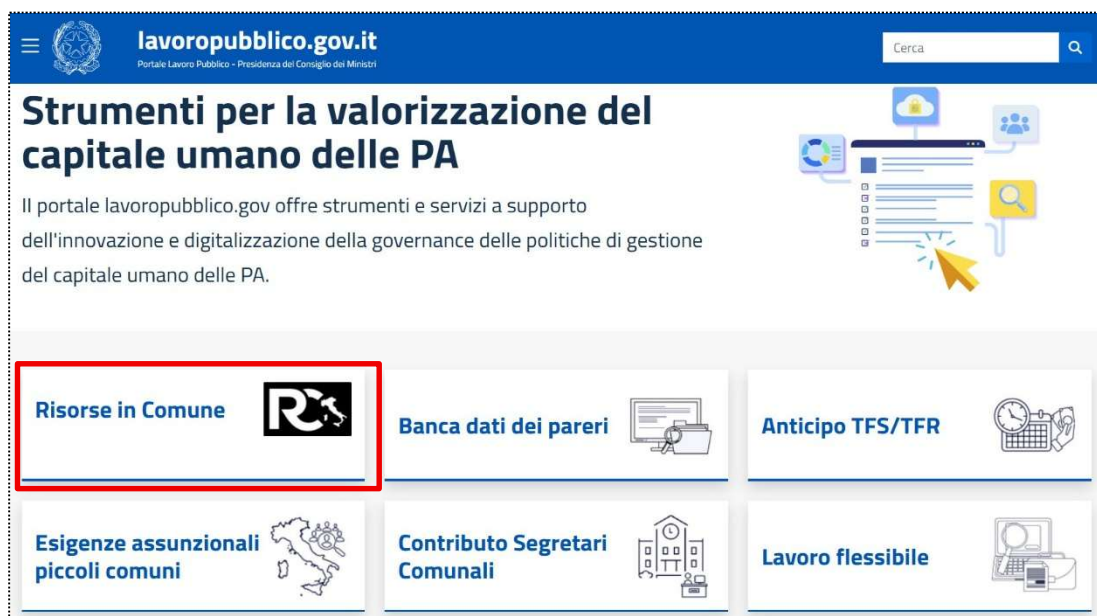 lavoropubblico.gov.it
Portale Lavoro Pubblico - Presidenza del Consiglio dei Ministri
Cerca
Strumenti per la valorizzazione del
capitale umano delle PA
Il portale lavoropubblico.gov offre strumenti e servizi a supporto
dell'innovazione e digitalizzazione della governance delle politiche di gestione
del capitale umano delle PA.
Risorse in Comune
RC
Banca dati dei pareri
Anticipo TFS/TFR
Esigenze assunzionali
piccoli comuni
Contributo Segretari
Comunali
Lavoro flessibile